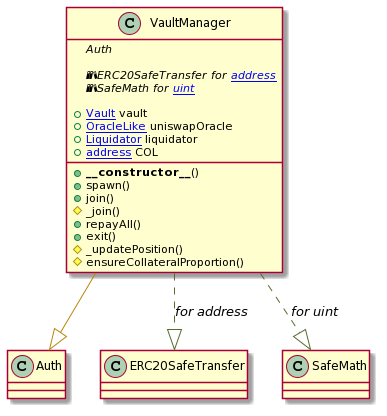 C VaultManager
Auth
ERC20SafeTransfer for address
SafeMath for uint
Vault vault
OracleLike uniswapOracle
Liquidator liquidator
address COL
__constructor__()
spawn()
join()
_join()
repayAll()
exit()
_updatePosition()
ensureCollateralProportion()
for address
for uint
C Auth
C ERC20SafeTransfer
C SafeMath